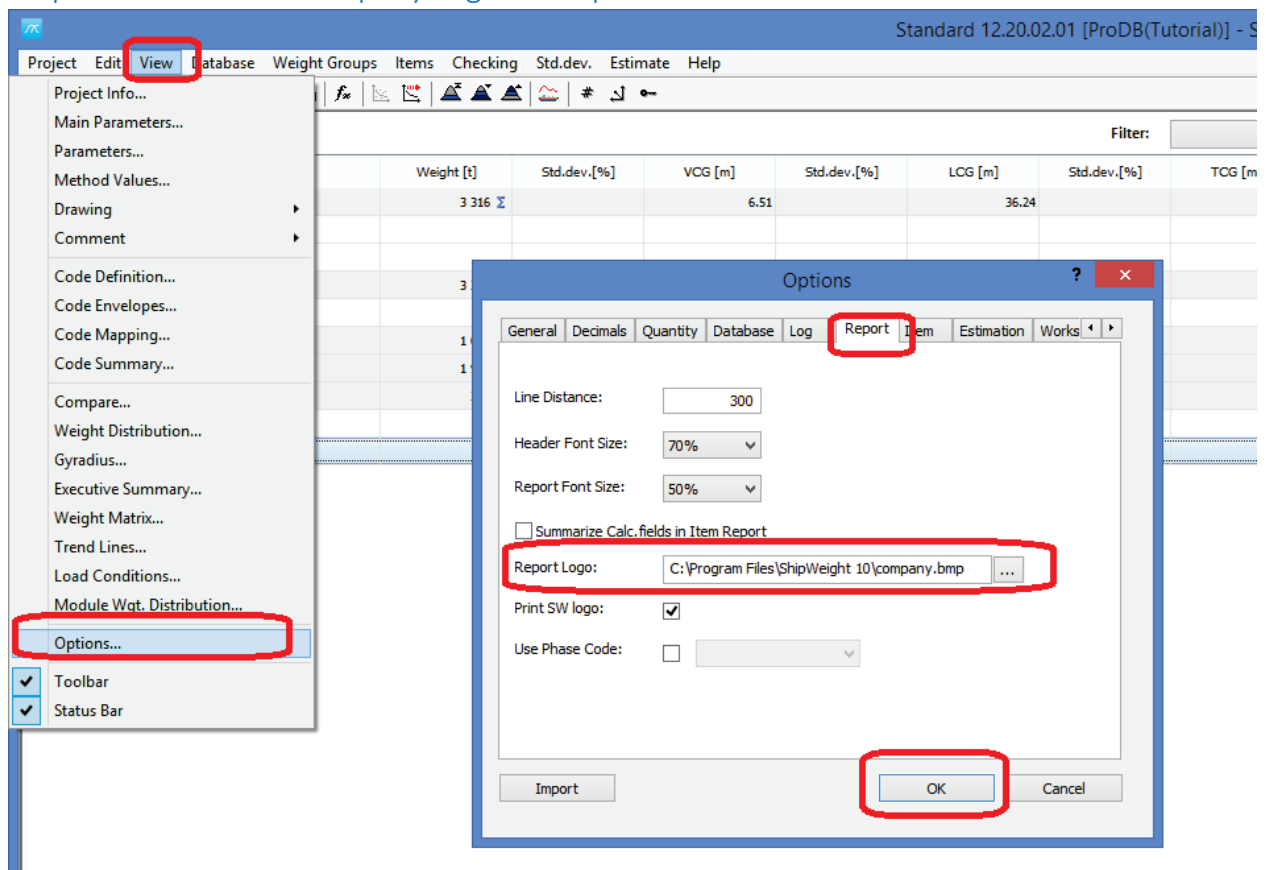 Standard 12.20.02.01 [ProDB(Tutorial)] - S
Project Edit View Database Weight Groups Items Checking Std.dev. Estimate Help
Project Info...
Main Parameters...
Parameters...
Method Values...
Drawing
Comment
Code Definition...
Code Envelopes...
Code Mapping...
Code Summary...
Compare...
Weight Distribution...
Gyradius...
Executive Summary...
Weight Matrix...
Trend Lines...
Load Conditions...
Module Wgt. Distribution...
Options...
Toolbar
Status Bar
Filter:
Weight [t] Std.dev.[%] VCG [m] Std.dev.[%] LCG [m] Std.dev.[%] TCG [m
3 316 Σ 6.51 36.24
Options
General Decimals Quantity Database Log Report Item Estimation Works
Line Distance: 300
Header Font Size: 70%
Report Font Size: 50%
Summarize Calc.fields in Item Report
Report Logo: C:\Program Files\ShipWeight 10\company.bmp ...
Print SW logo:
Use Phase Code:
Import OK Cancel